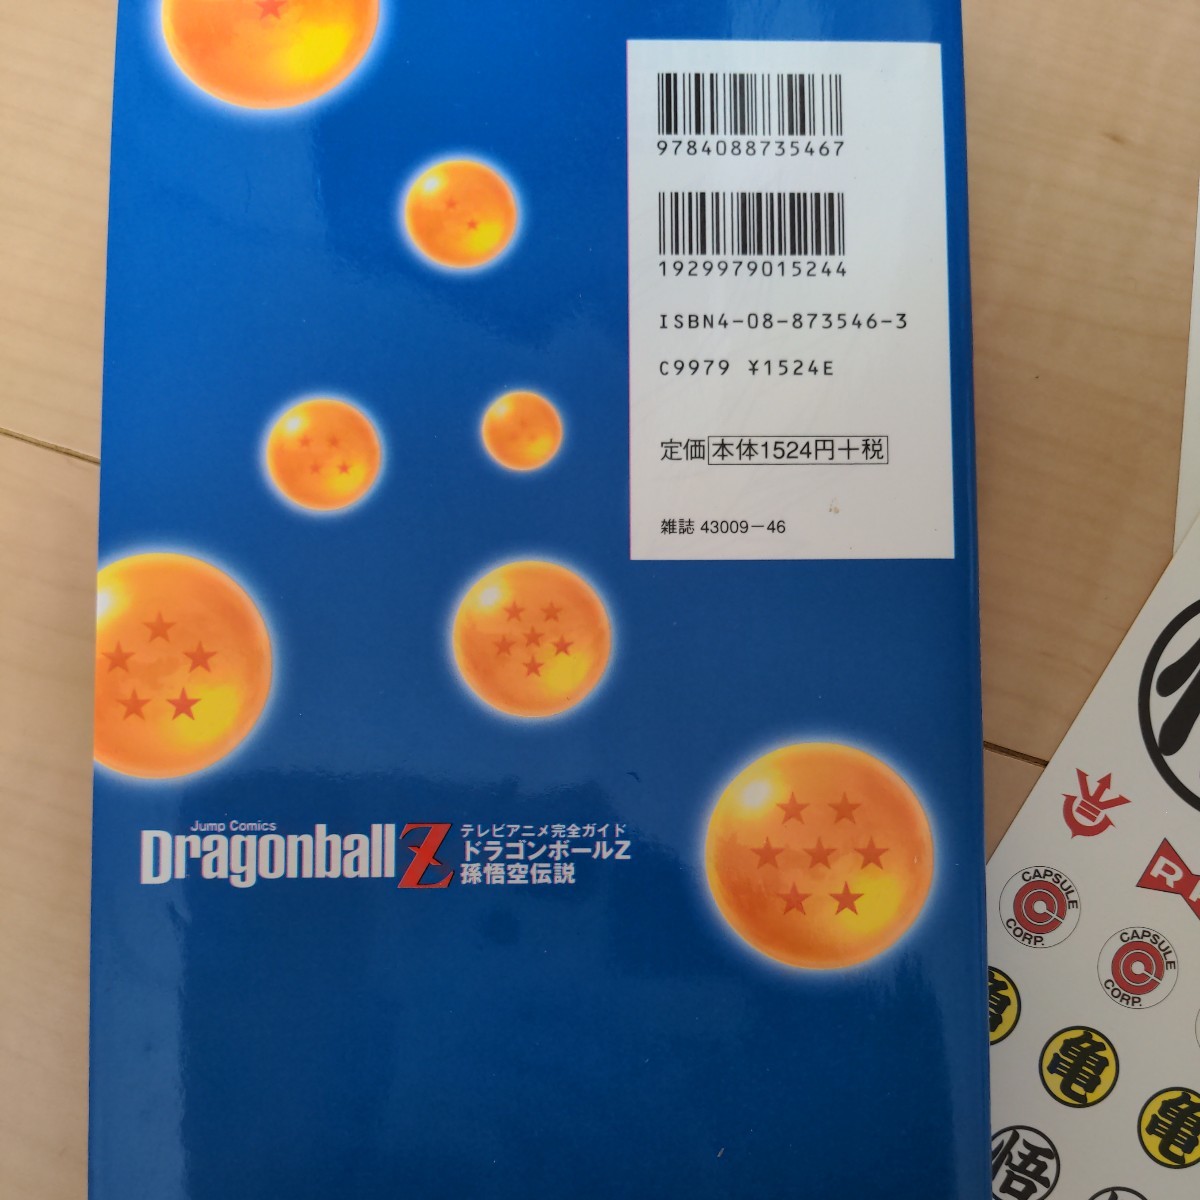 9784088735467
1929979015244
ISBN4-08-873546-3
C9979 ¥1524E
定価 本体1524円+税
雑誌 43009-46
Jump Comics
Dragonball Z
テレビアニメ完全ガイド
ドラゴンボールZ
孫悟空伝説
CAPSULE
CORP.
CAPSULE
CORP.
亀
亀
亀
悟